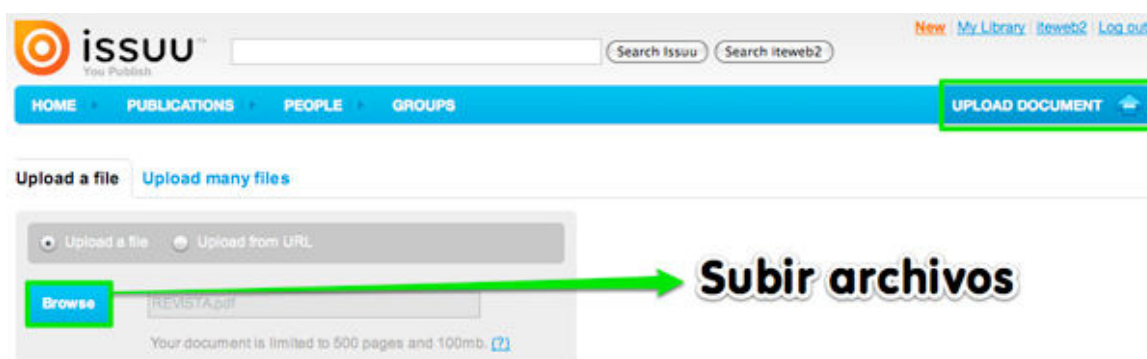 issuu
You Publish
Search Issuu Search iteweb2
New My Library iteweb2 Log out
HOME PUBLICATIONS PEOPLE GROUPS UPLOAD DOCUMENT
Upload a file Upload many files
Upload a file Upload from URL
Browse REVISTA.pdf
Subir archivos
Your document is limited to 500 pages and 100mb. (?)